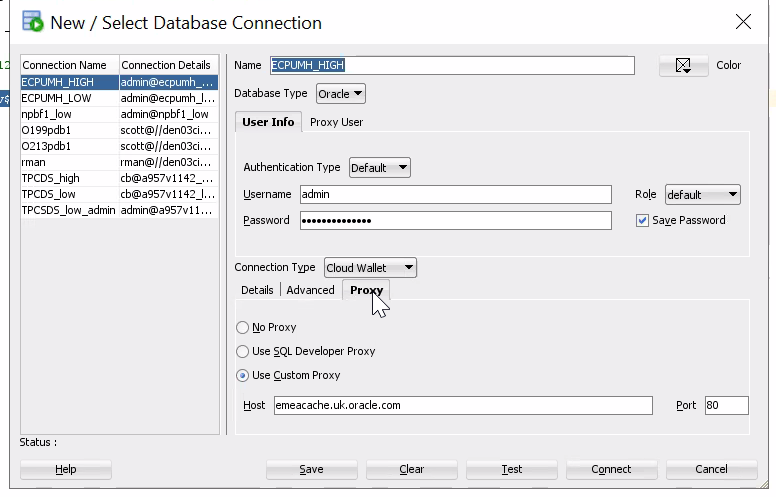 New / Select Database Connection
Connection Name Connection Details
ECPUMH_HIGH admin@ecpumh_...
ECPUMH_LOW admin@ecpumh_l...
npbf1_low admin@npbf1_low
O199pdb1 scott@//den03ci...
O213pdb1 scott@//den03ci...
rman rman@//den03ci...
TPCDS_high cb@a957v1142_...
TPCDS_low cb@a957v1142_l...
TPCSDS_low_admin admin@a957v11...
Name ECPUMH_HIGH Color
Database Type Oracle
User Info Proxy User
Authentication Type Default
Username admin Role default
Password •••••••••••••• Save Password
Connection Type Cloud Wallet
Details Advanced Proxy
No Proxy
Use SQL Developer Proxy
Use Custom Proxy
Host emeacache.uk.oracle.com Port 80
Status :
Help Save Clear Test Connect Cancel